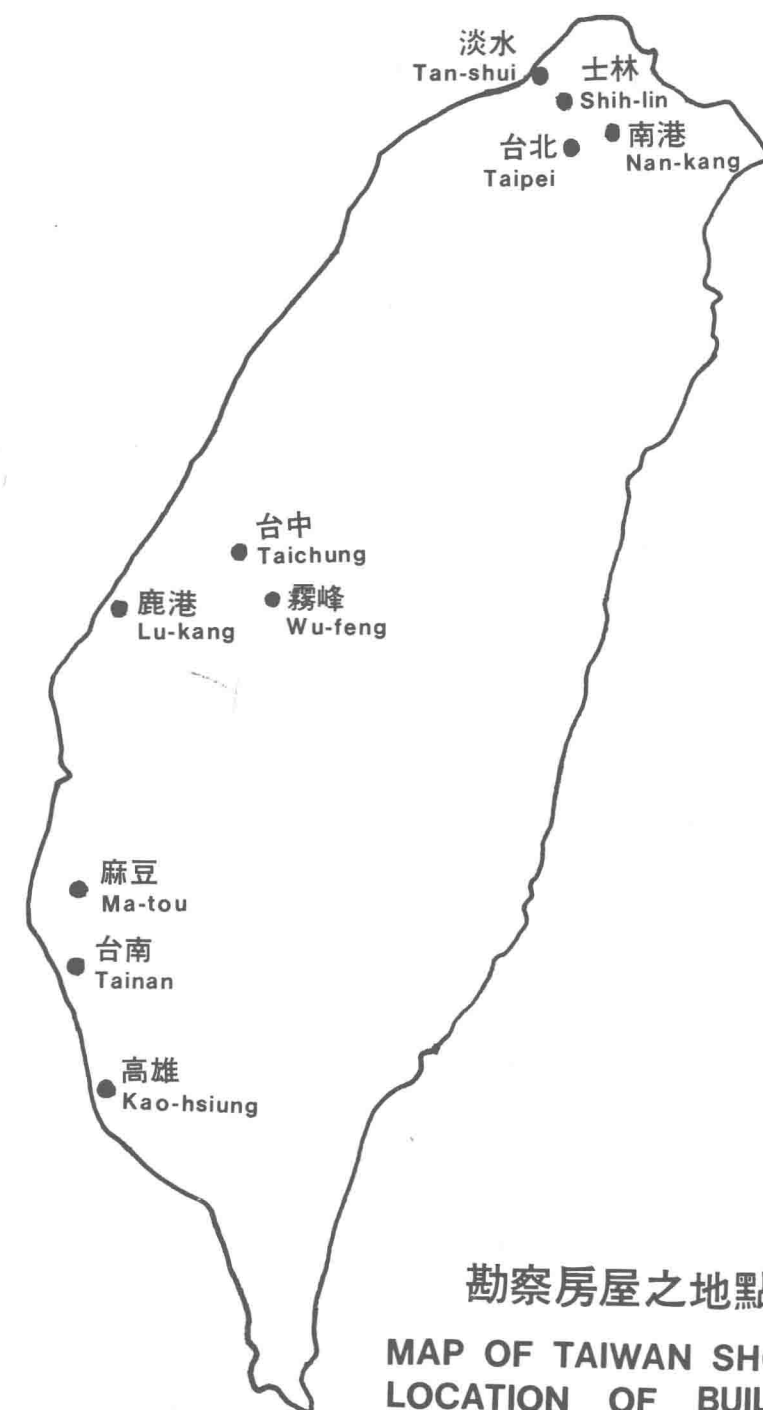 淡水
Tan-shui
士林
Shih-lin
南港
Nan-kang
台北
Taipei
台中
Taichung
鹿港
Lu-kang
霧峰
Wu-feng
麻豆
Ma-tou
台南
Tainan
高雄
Kao-hsiung
勘察房屋之地點
MAP OF TAIWAN
LOCATION OF